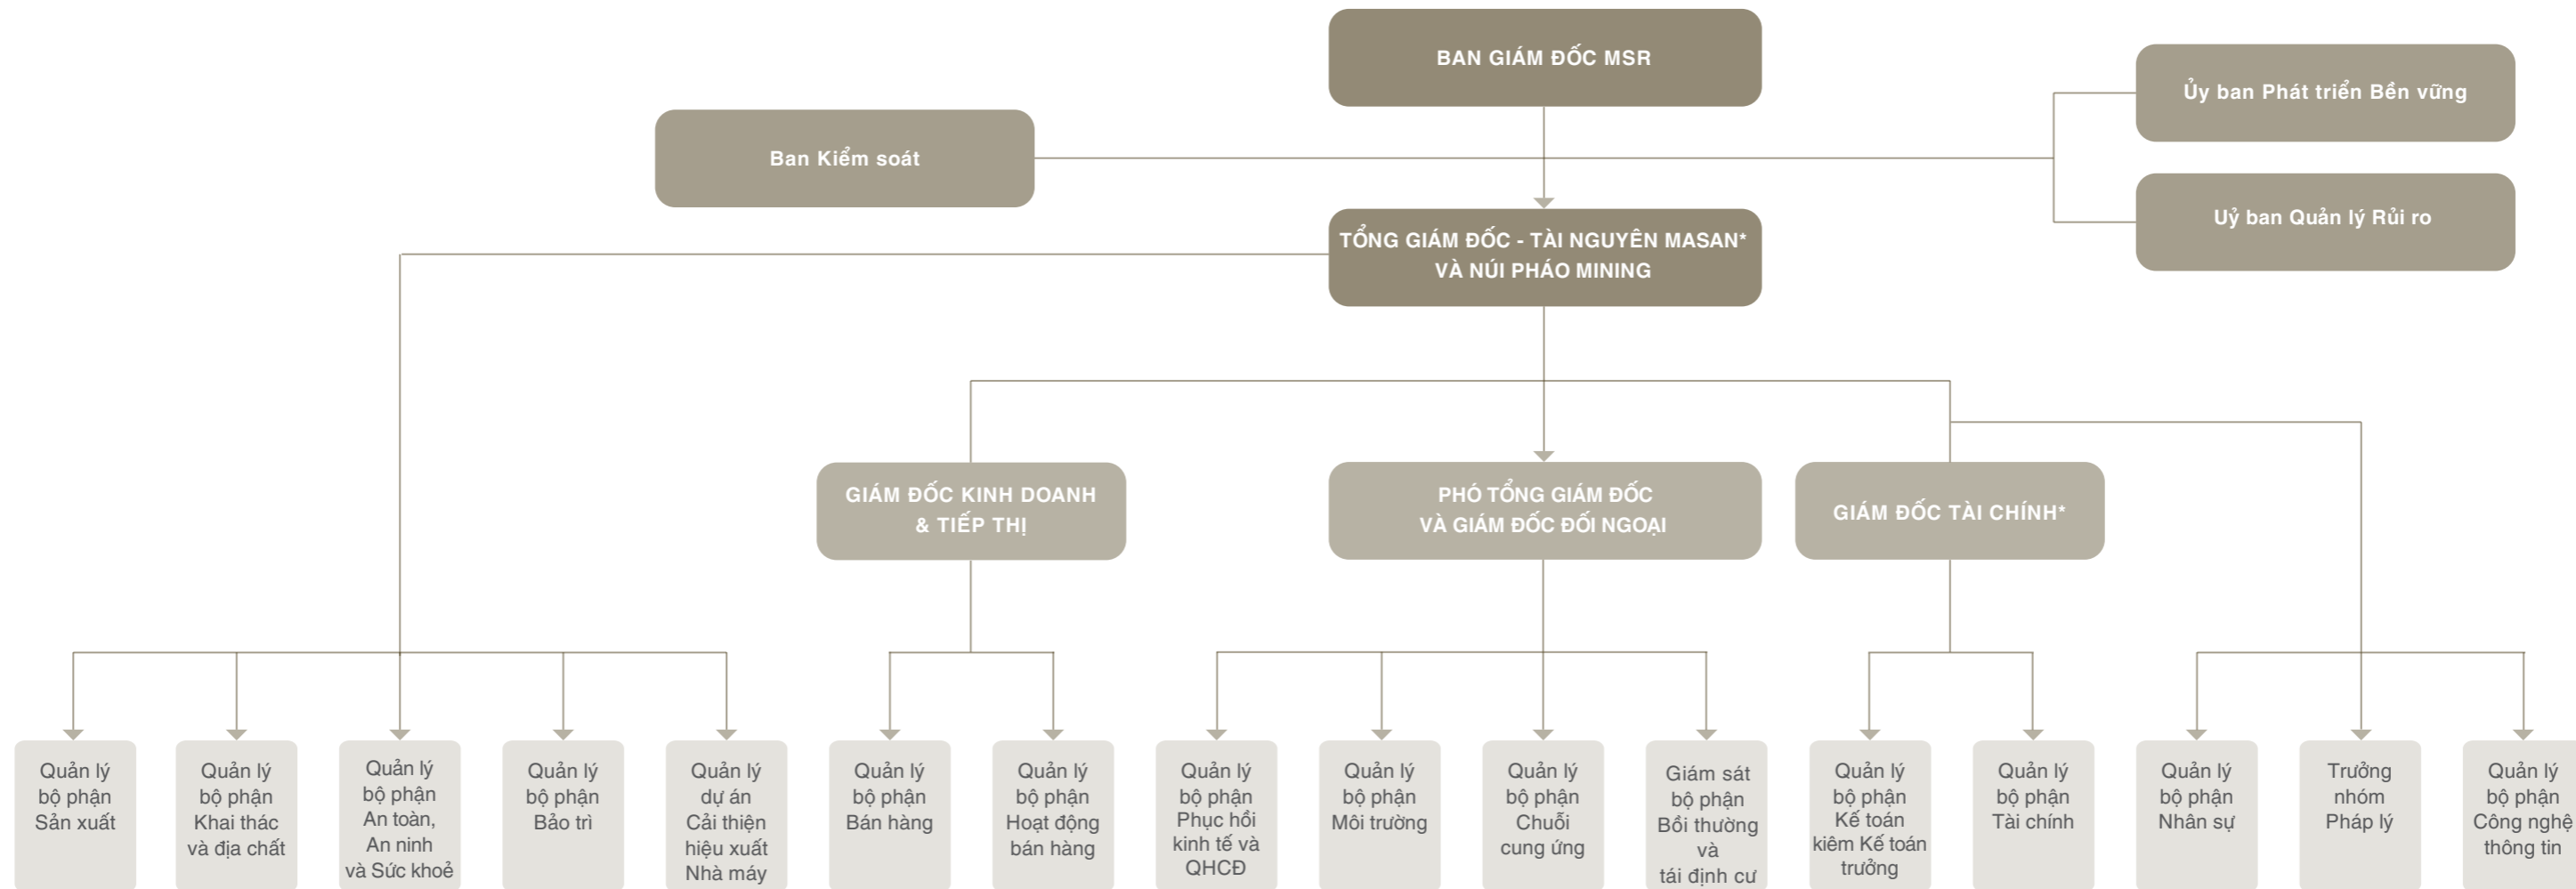 BAN GIÁM ĐỐC MSR
Ủy ban Phát triển Bền vững
Ban Kiểm soát
Uỷ ban Quản lý Rủi ro
TỔNG GIÁM ĐỐC - TÀI NGUYÊN MASAN*
VÀ NÚI PHÁO MINING
GIÁM ĐỐC KINH DOANH
& TIẾP THỊ
PHÓ TỔNG GIÁM ĐỐC
VÀ GIÁM ĐỐC ĐỐI NGOẠI
GIÁM ĐỐC TÀI CHÍNH*
Quản lý
bộ phận
Sản xuất
Quản lý
bộ phận
Khai thác
và địa chất
Quản lý
bộ phận
An toàn,
An ninh
và Sức khoẻ
Quản lý
bộ phận
Bảo trì
Quản lý
dự án
Cải thiện
hiệu xuất
Nhà máy
Quản lý
bộ phận
Bán hàng
Quản lý
bộ phận
Hoạt động
bán hàng
Quản lý
bộ phận
Phục hồi
kinh tế và
QHCĐ
Quản lý
bộ phận
Môi trường
Quản lý
bộ phận
Chuỗi
cung ứng
Giám sát
bộ phận
Bồi thường
và
tái định cư
Quản lý
bộ phận
Kế toán
kiêm Kế toán
trưởng
Quản lý
bộ phận
Tài chính
Quản lý
bộ phận
Nhân sự
Trưởng
nhóm
Pháp lý
Quản lý
bộ phận
Công nghệ
thông tin